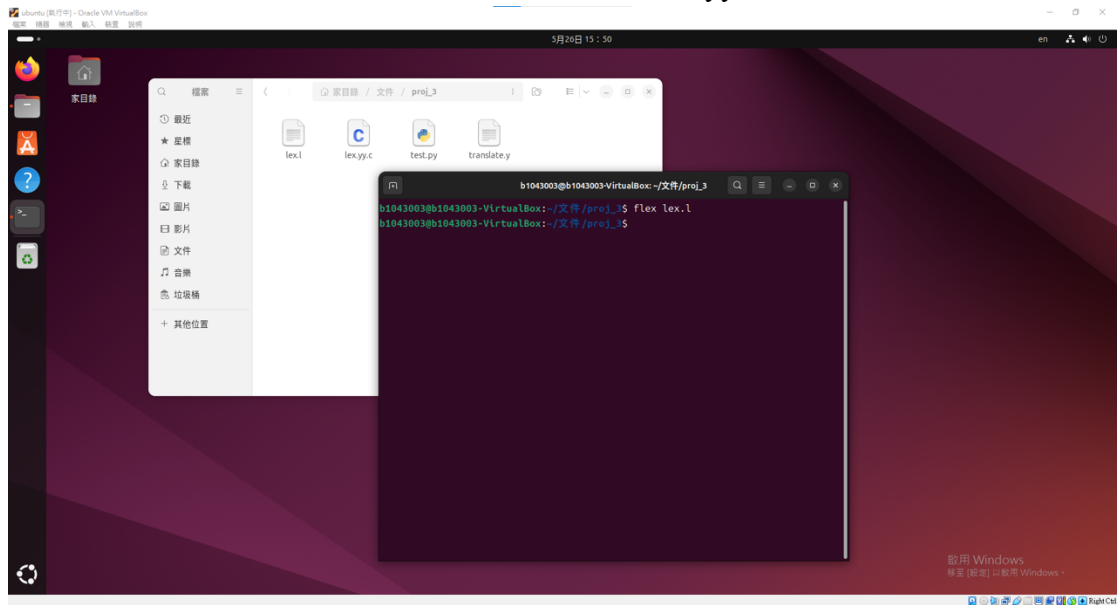 ubuntu [執行中] - Oracle VM VirtualBox
檔案 機器 檢視 輸入 裝置 說明
5月26日 15：50
en
家目錄
檔案
家目錄 / 文件 / proj_3
最近
星標
家目錄
下載
圖片
影片
文件
音樂
垃圾桶
+ 其他位置
lex.l
lex.yy.c
test.py
translate.y
b1043003@b1043003-VirtualBox: ~/文件/proj_3
b1043003@b1043003-VirtualBox:~/文件/proj_3$ flex lex.l
b1043003@b1043003-VirtualBox:~/文件/proj_3$
啟用 Windows
移至 [設定] 以啟用 Windows。
Right Ctrl